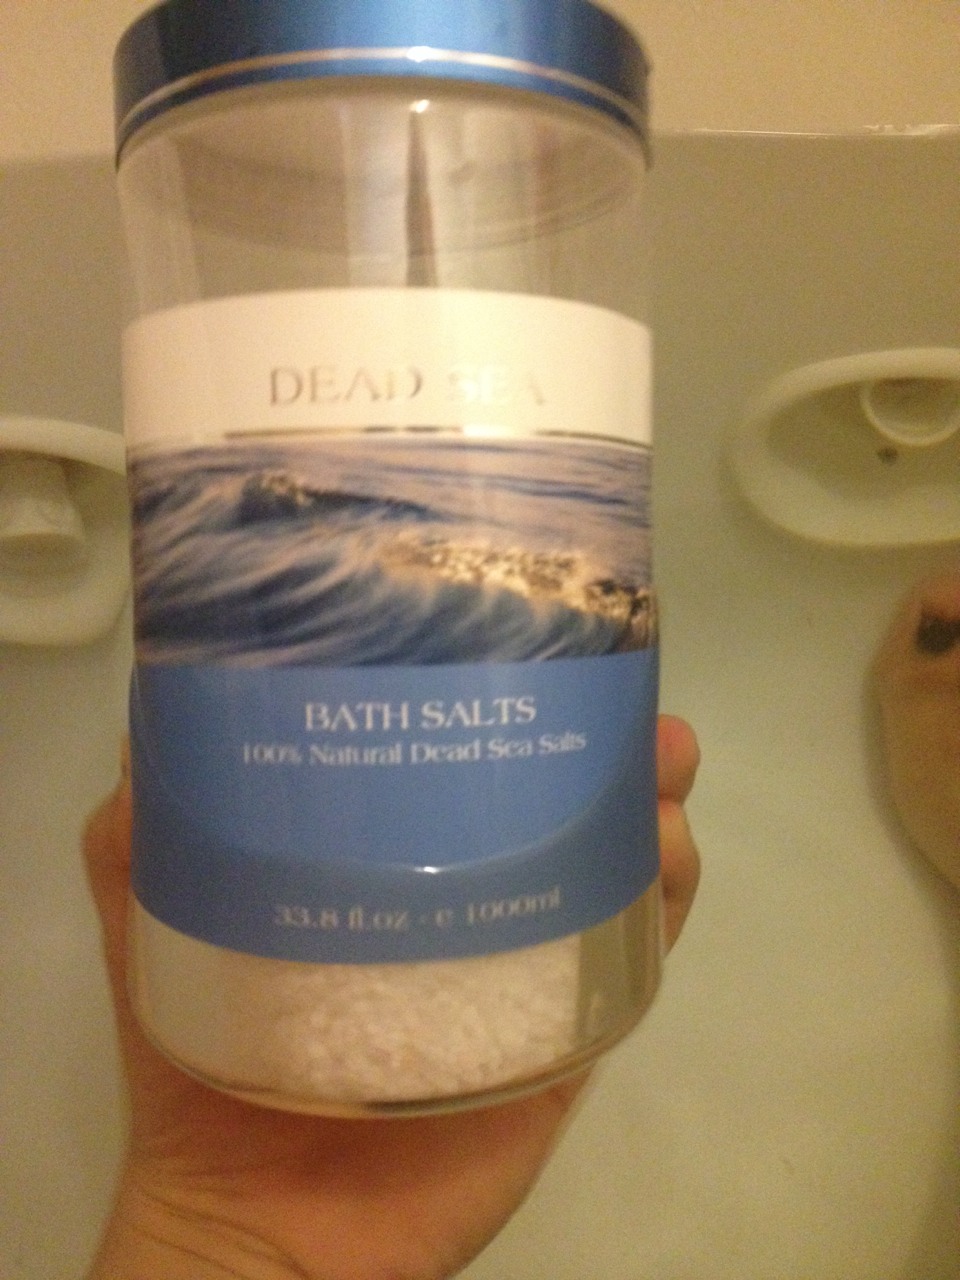 DEAD SEA
BATH SALTS
100% Natural Dead Sea Salts
33.8 fl.oz - e 1000ml